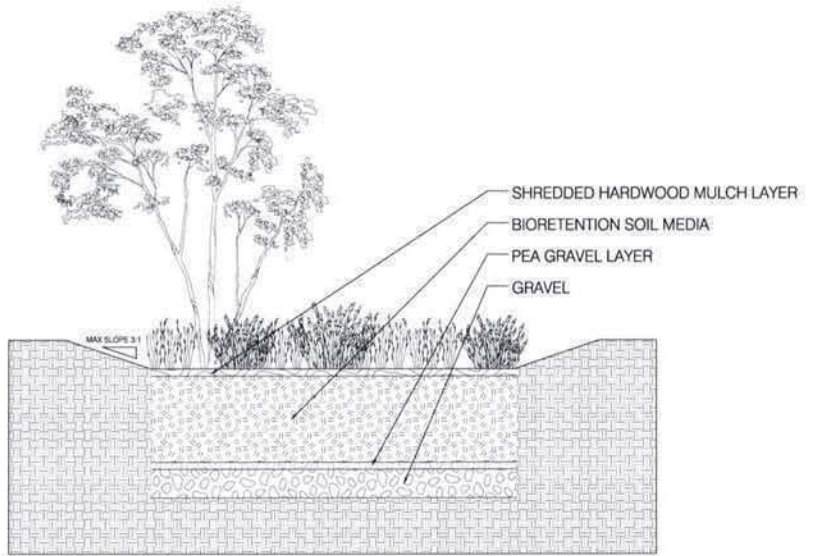 SHREDDED HARDWOOD MULCH LAYER
BIORETENTION SOIL MEDIA
PEA GRAVEL LAYER
GRAVEL
MAX SLOPE 3:1